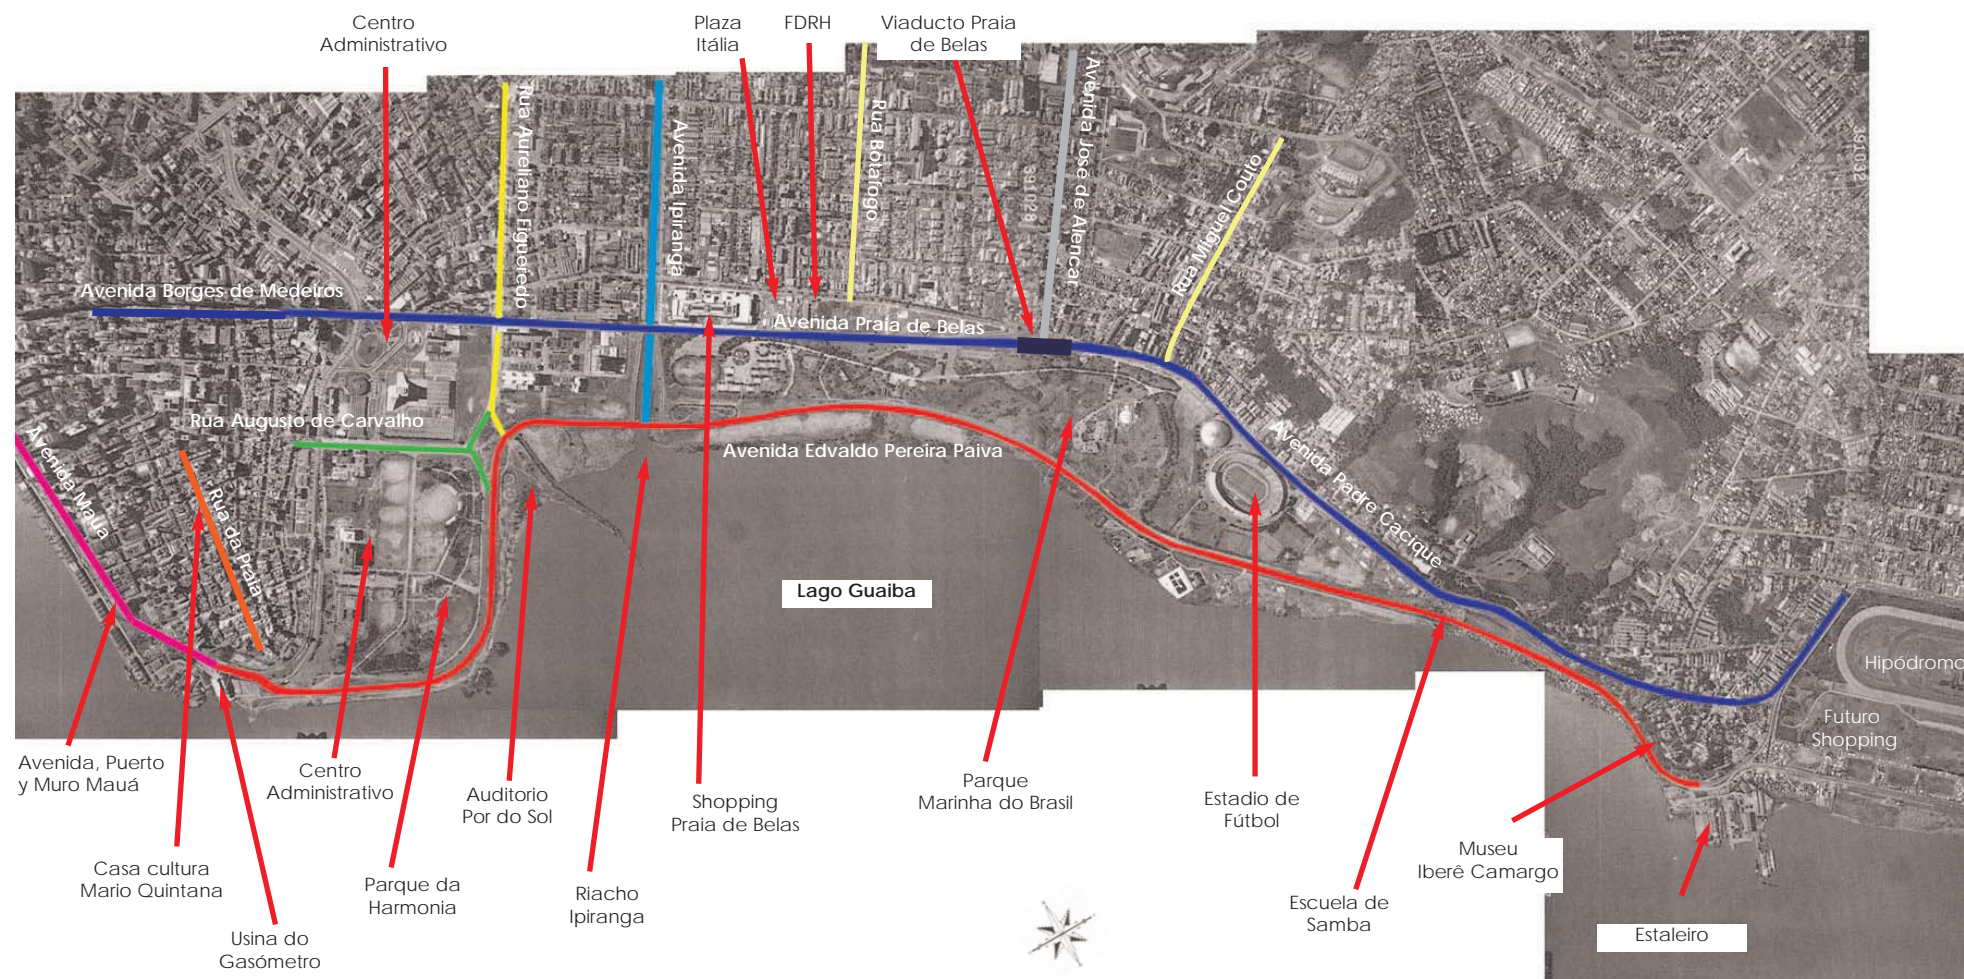 Centro
Administrativo
Plaza
Itália
FDRH
Viaducto Praia
de Belas
Rua Aureliano Figueredo
Avenida Ipiranga
Rua Botafogo
Avenida José de Alencar
391028
Rua Miguel Couto
391032
Avenida Borges de Medeiros
Avenida Praia de Belas
Rua Augusto de Carvalho
Avenida Edvaldo Pereira Paiva
Avenida Padre Cacique
Avenida Mauá
Rua da Praia
Lago Guaiba
Hipódromo
Futuro
Shopping
Avenida, Puerto
y Muro Mauá
Centro
Administrativo
Auditorio
Por do Sol
Shopping
Praia de Belas
Parque
Marinha do Brasil
Estadio de
Fútbol
Museu
Iberê Camargo
Casa cultura
Mario Quintana
Parque da
Harmonia
Riacho
Ipiranga
Escuela de
Samba
Usina do
Gasómetro
Estaleiro